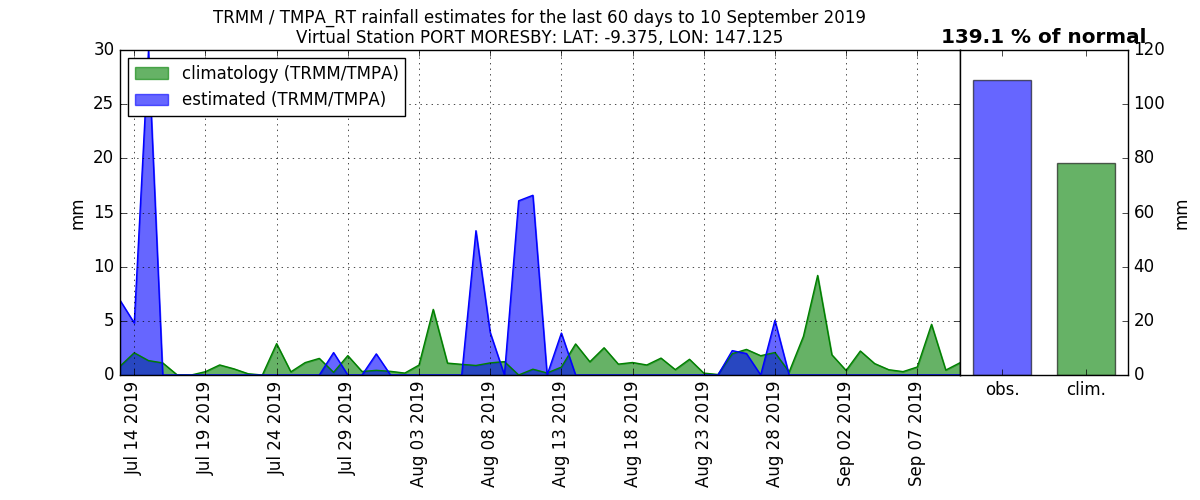 TRMM / TMPA_RT rainfall estimates for the last 60 days to 10 September 2019
Virtual Station PORT MORESBY: LAT: -9.375, LON: 147.125
139.1 % of normal
climatology (TRMM/TMPA)
estimated (TRMM/TMPA)
30
25
20
15
10
5
0
mm
Jul 14 2019
Jul 19 2019
Jul 24 2019
Jul 29 2019
Aug 03 2019
Aug 08 2019
Aug 13 2019
Aug 18 2019
Aug 23 2019
Aug 28 2019
Sep 02 2019
Sep 07 2019
obs.
clim.
120
100
80
60
40
20
0
mm